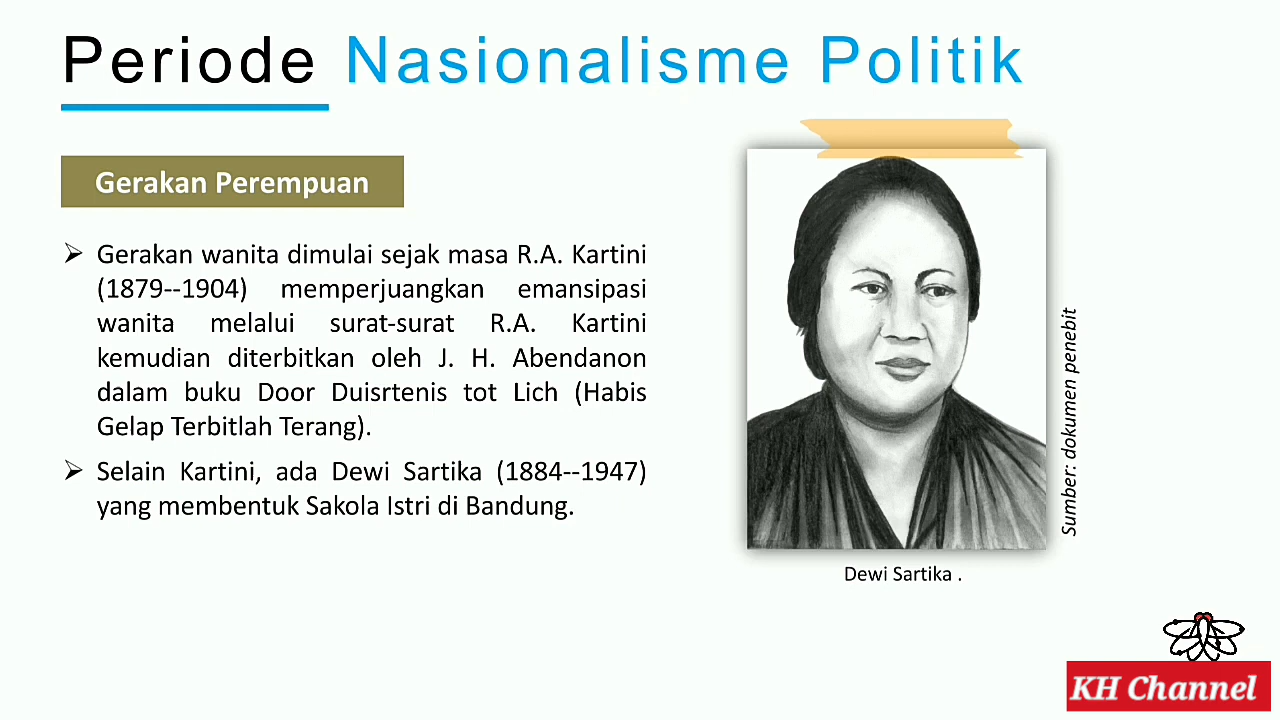 Periode Nasionalisme Politik
Gerakan Perempuan
Gerakan wanita dimulai sejak masa R.A. Kartini
(1879--1904) memperjuangkan emansipasi
wanita melalui surat-surat R.A. Kartini
kemudian diterbitkan oleh J. H. Abendanon
dalam buku Door Duisrtenis tot Lich (Habis
Gelap Terbitlah Terang).
Selain Kartini, ada Dewi Sartika (1884--1947)
yang membentuk Sakola Istri di Bandung.
Sumber: dokumen penebit
Dewi Sartika .
KH Channel